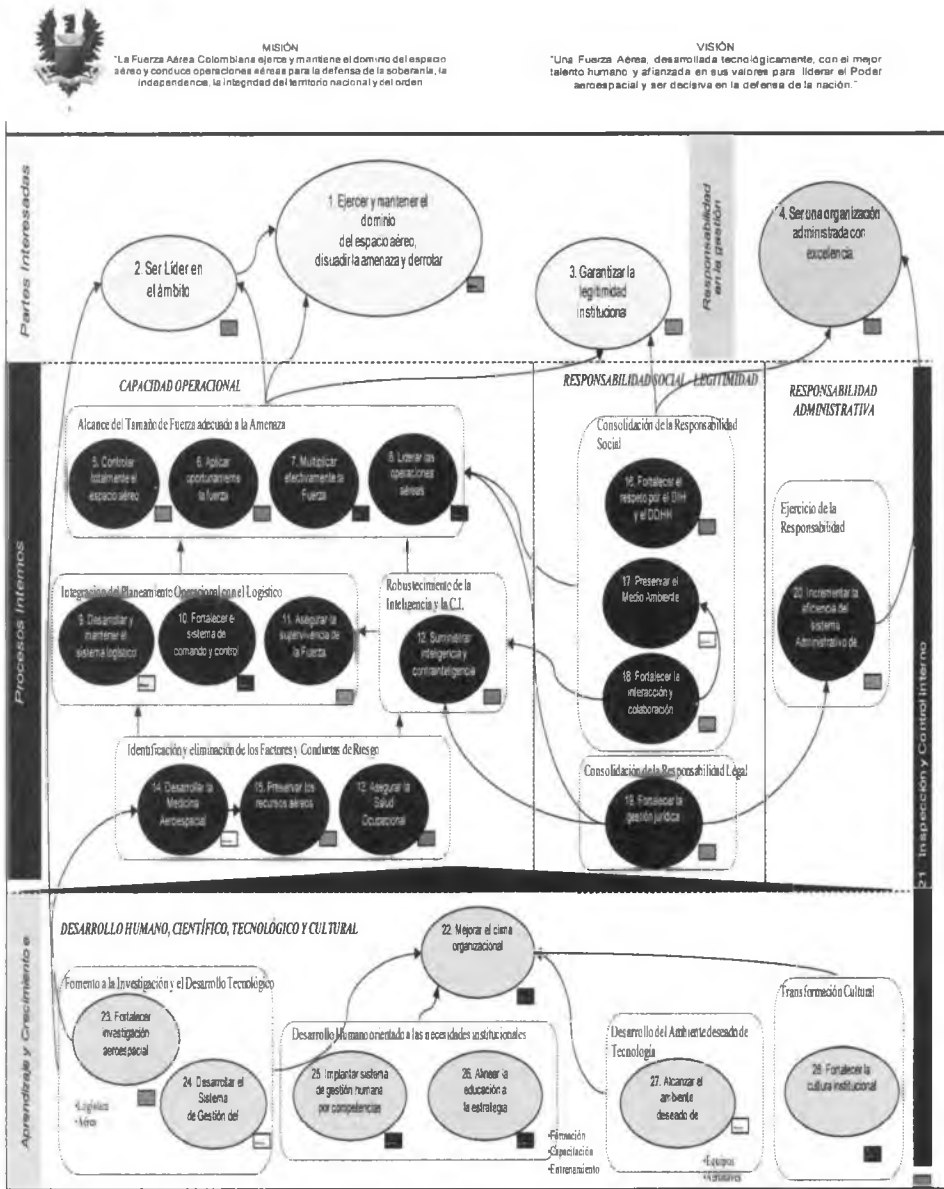 MISIÓN
"La Fuerza Aérea Colombiana ejerce y mantiene el dominio del espacio
aéreo y conduce operaciones aéreas para la defensa de la soberanía, la
independencia, la integridad del territorio nacional y del orden
VISIÓN
"Una Fuerza Aérea, desarrollada tecnológicamente, con el mejor
talento humano y afianzada en sus valores para liderar el Poder
aeroespacial y ser decisiva en la defensa de la nación."
Partes Interesadas
1. Ejercer y mantener el
dominio
del espacio aéreo,
disuadir la amenaza y derrotar
2. Ser Líder en
el ámbito
3. Garantizar la
legitimidad
institucional
Responsabilidad
en la gestión
4. Ser una organización
administrada con
excelencia
Procesos Internos
CAPACIDAD OPERACIONAL
RESPONSABILIDAD SOCIAL - LEGITIMIDAD
RESPONSABILIDAD
ADMINISTRATIVA
Alcance del Tamaño de Fuerza adecuado a la Amenaza
5. Controlar
totalmente el
espacio aéreo
6. Aplicar
oportunamente
la fuerza
7. Multiplicar
efectivamente la
Fuerza
8. Liderar las
operaciones
aéreas
Consolidación de la Responsabilidad
Social
16. Fortalecer el
respeto por el DIH
y el DDHH
17. Preservar el
Medio Ambiente
18. Fortalecer la
interacción y
colaboración
Ejercicio de la
Responsabilidad
20. Incrementar la
eficiencia del
sistema
Administrativo de
Integración del Planeamiento Operacional con el Logístico
9. Desarrollar y
mantener el
sistema logístico
10. Fortalecer e
sistema de
comando y control
11. Asegurar la
supervivencia de
la Fuerza
Robustecimiento de la
Inteligencia y la C.I.
12. Suministrar
inteligencia y
contrainteligencia
Identificación y eliminación de los Factores y Conductas de Riesgo
14. Desarrollar la
Medicina
Aeroespacial
15. Preservar los
recursos aéreos
13. Asegurar la
Salud
Ocupacional
Consolidación de la Responsabilidad Legal
19. Fortalecer la
gestión jurídica
21 Inspección y Control Interno
Aprendizaje y Crecimiento e
DESARROLLO HUMANO, CIENTÍFICO, TECNOLÓGICO Y CULTURAL
22. Mejorar el clima
organizacional
Fomento a la Investigación y el Desarrollo Tecnológico
23. Fortalecer
investigación
aeroespacial
24. Desarrollar el
Sistema
de Gestión del
•Logística
Desarrollo Humano orientado a las necesidades institucionales
25. Implantar sistema
de gestión humana
por competencias
26. Alinear la
educación a
la estrategia
•Formación
•Capacitación
•Entrenamiento
Desarrollo del Ambiente deseado de
Tecnología
27. Alcanzar el
ambiente
deseado de
•Equipos
Transformación Cultural
28. Fortalecer la
cultura institucional